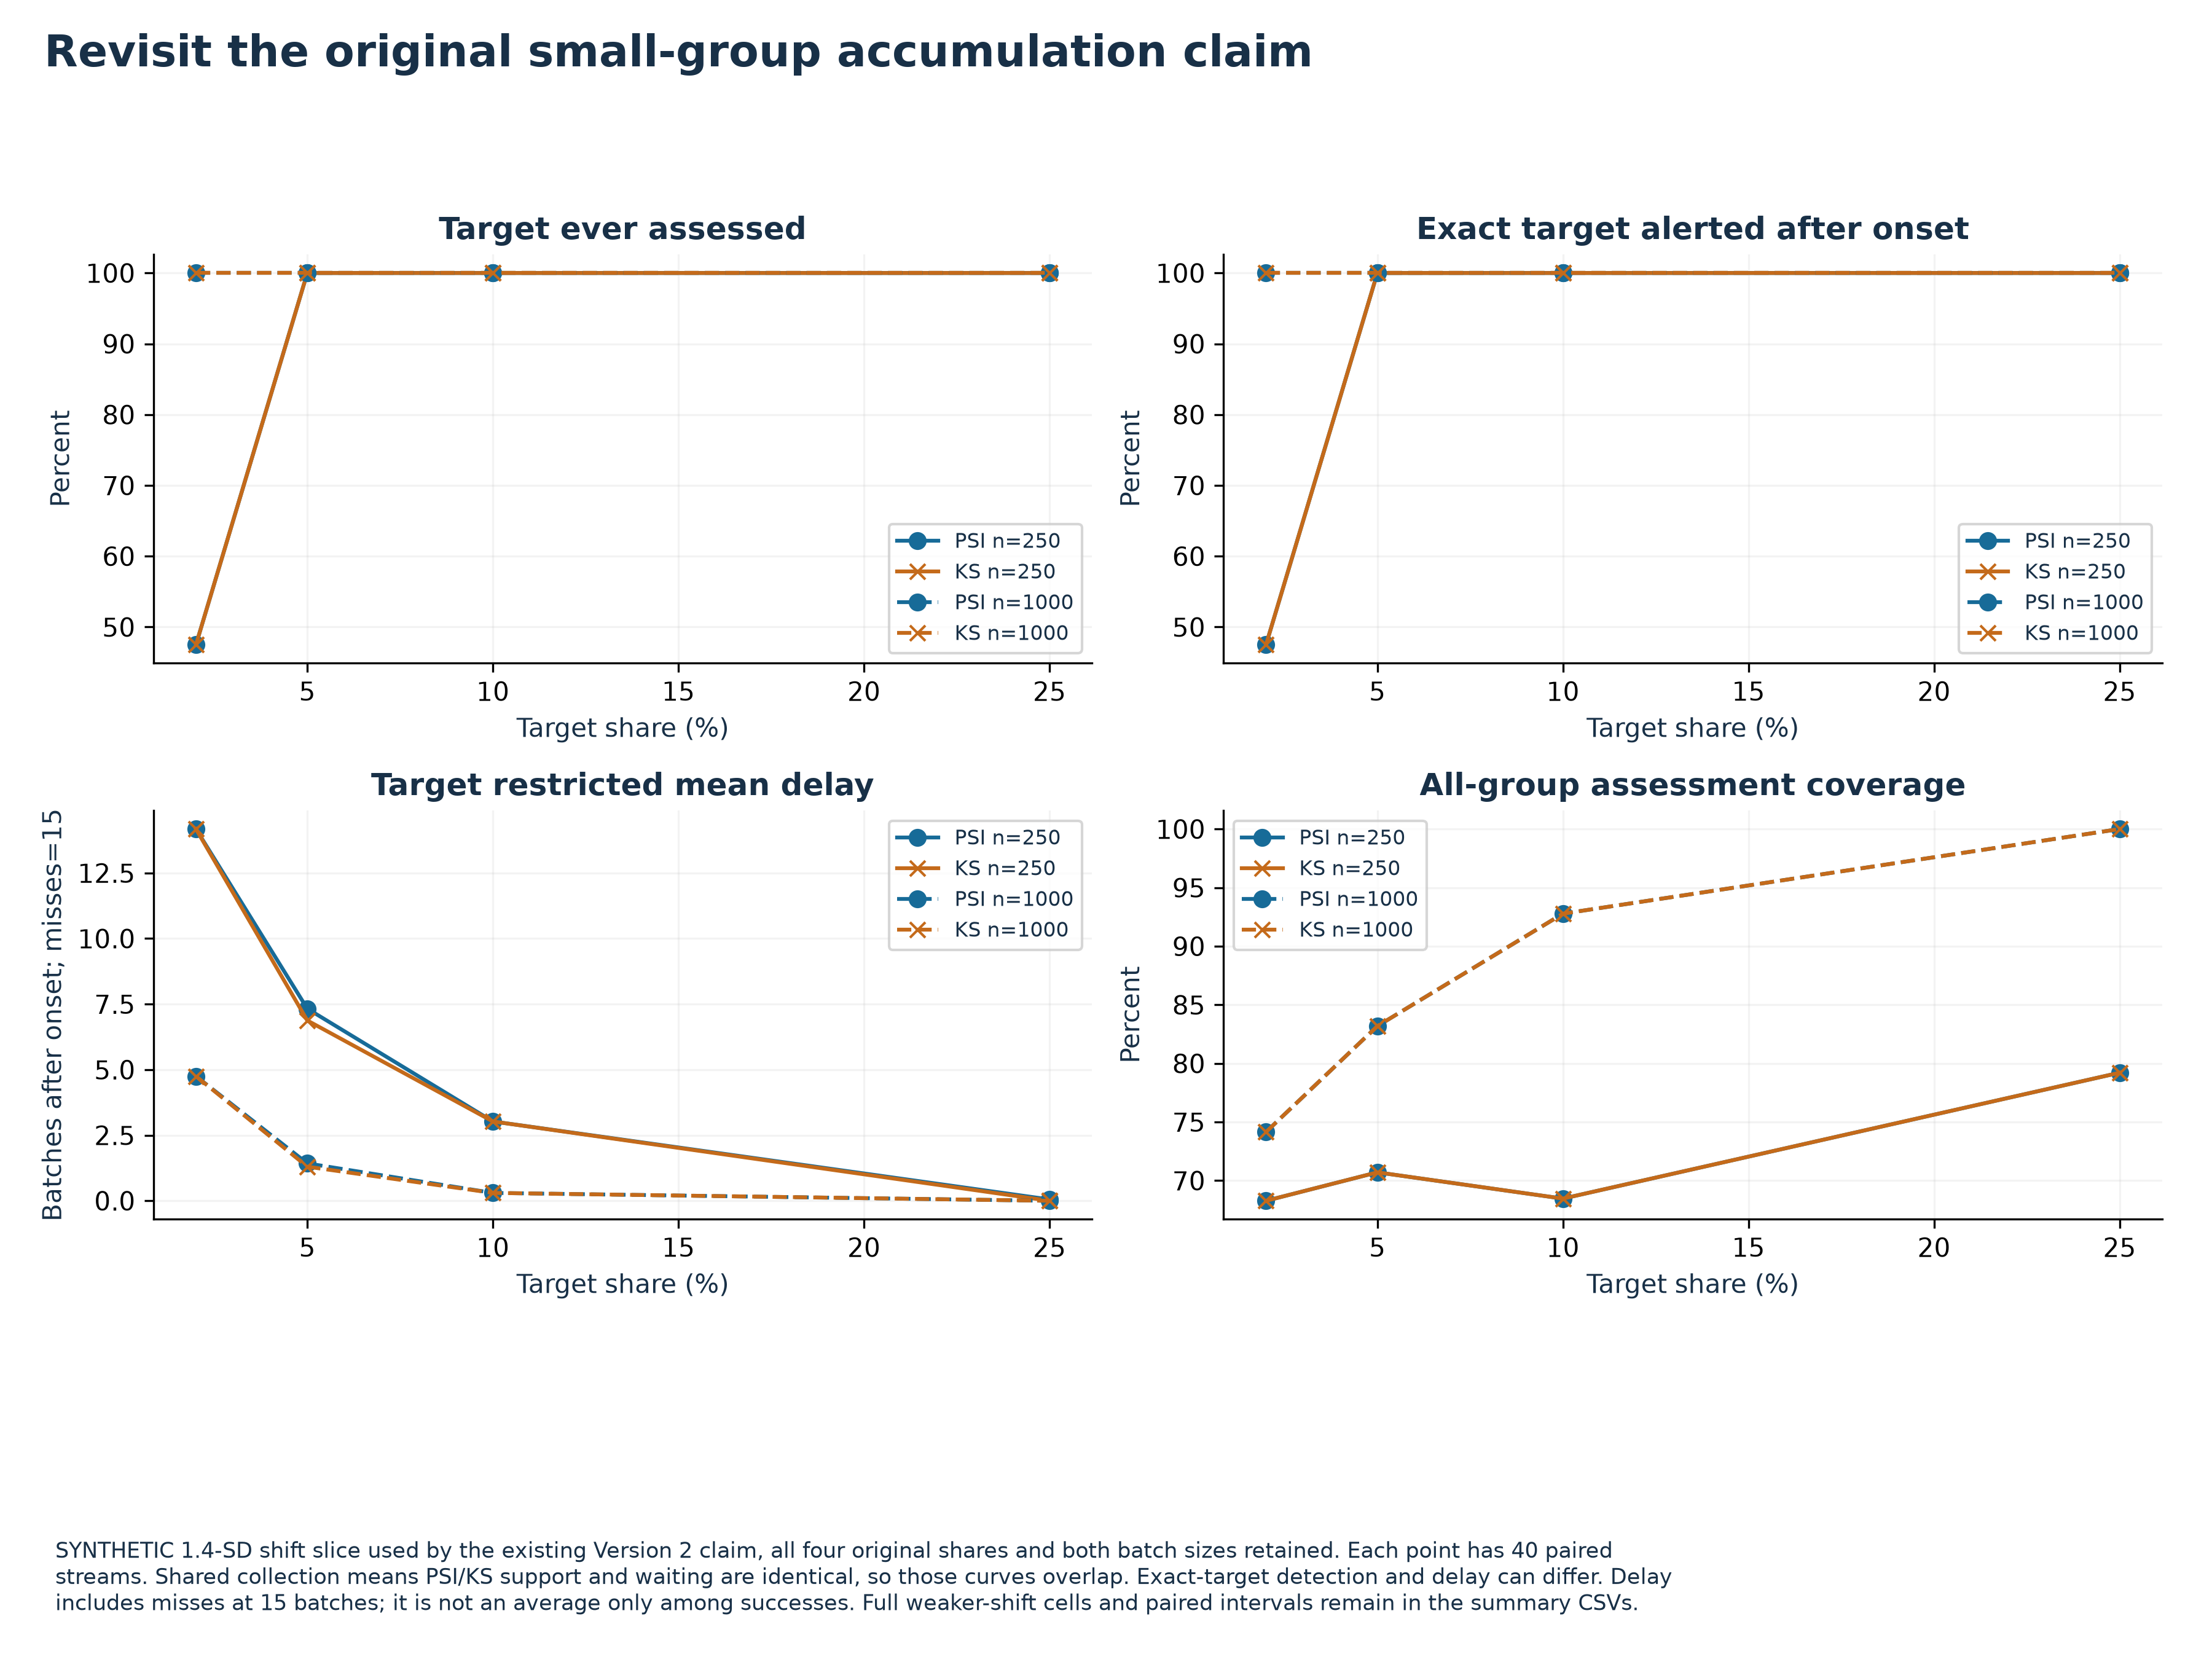 Revisit the original small-group accumulation claim
Target ever assessed
Percent
100
90
80
70
60
50
PSI n=250
KS n=250
PSI n=1000
KS n=1000
5
10
15
20
25
Target share (%)
Exact target alerted after onset
Percent
100
90
80
70
60
50
PSI n=250
KS n=250
PSI n=1000
KS n=1000
5
10
15
20
25
Target share (%)
Target restricted mean delay
Batches after onset; misses=15
12.5
10.0
7.5
5.0
2.5
0.0
PSI n=250
KS n=250
PSI n=1000
KS n=1000
5
10
15
20
25
Target share (%)
All-group assessment coverage
Percent
100
95
90
85
80
75
70
PSI n=250
KS n=250
PSI n=1000
KS n=1000
5
10
15
20
25
Target share (%)
SYNTHETIC 1.4-SD shift slice used by the existing Version 2 claim, all four original shares and both batch sizes retained. Each point has 40 paired
streams. Shared collection means PSI/KS support and waiting are identical, so those curves overlap. Exact-target detection and delay can differ. Delay
includes misses at 15 batches; it is not an average only among successes. Full weaker-shift cells and paired intervals remain in the summary CSVs.